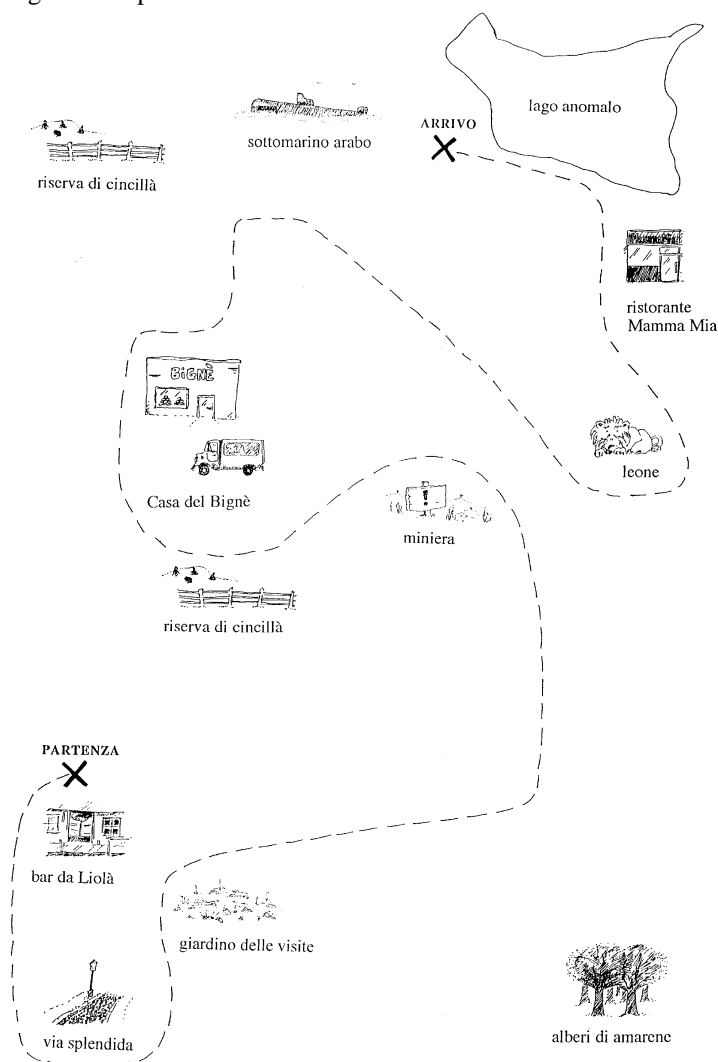 lago anomalo
ARRIVO
sottomarino arabo
riserva di cincillà
ristorante
Mamma Mia
BiGNÈ
leone
Casa del Bignè
!
miniera
riserva di cincillà
PARTENZA
bar da Liolà
giardino delle visite
via splendida
alberi di amarene